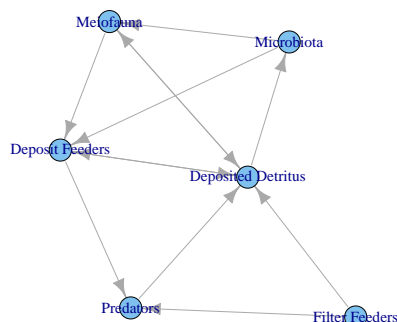 Meiofauna
Microbiota
Deposit Feeders
Deposited Detritus
Predators
Filter Feeders